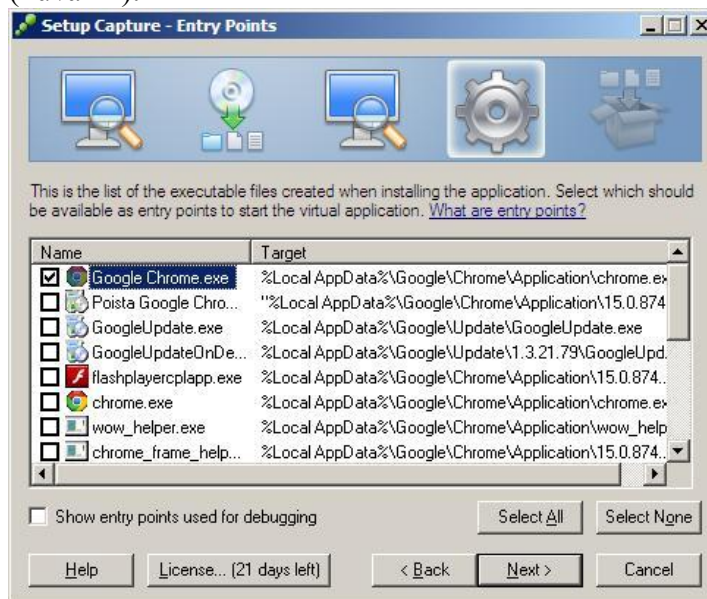 Setup Capture - Entry Points
This is the list of the executable files created when installing the application. Select which should
be available as entry points to start the virtual application. What are entry points?
Name Target
Google Chrome.exe %Local AppData%\Google\Chrome\Application\chrome.ex
Poista Google Chro... "%Local AppData%\Google\Chrome\Application\15.0.874
GoogleUpdate.exe %Local AppData%\Google\Update\GoogleUpdate.exe
GoogleUpdateOnDe... %Local AppData%\Google\Update\1.3.21.79\GoogleUpd...
flashplayercplapp.exe %Local AppData%\Google\Chrome\Application\15.0.874...
chrome.exe %Local AppData%\Google\Chrome\Application\chrome.ex
wow_helper.exe %Local AppData%\Google\Chrome\Application\wow_help
chrome_frame_help... %Local AppData%\Google\Chrome\Application\15.0.874...
Show entry points used for debugging
Select All
Select None
Help
License... (21 days left)
< Back
Next >
Cancel